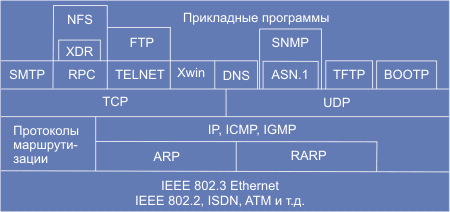 NFS
Прикладные программы
XDR
FTP
SNMP
SMTP
RPC
TELNET
Xwin
DNS
ASN.1
TFTP
BOOTP
TCP
UDP
Протоколы
маршрути-
зации
IP, ICMP, IGMP
ARP
RARP
IEEE 802.3 Ethernet
IEEE 802.2, ISDN, ATM и т.д.